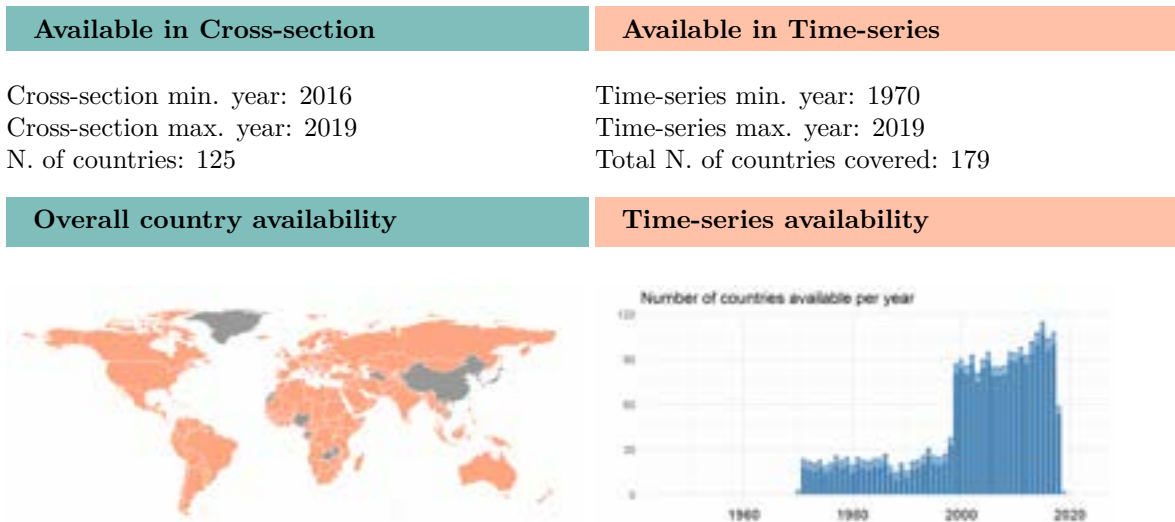 Available in Cross-section
Available in Time-series
Cross-section min. year: 2016
Cross-section max. year: 2019
N. of countries: 125
Time-series min. year: 1970
Time-series max. year: 2019
Total N. of countries covered: 179
Overall country availability
Time-series availability
Number of countries available per year
120
90
60
30
0
1960
1980
2000
2020